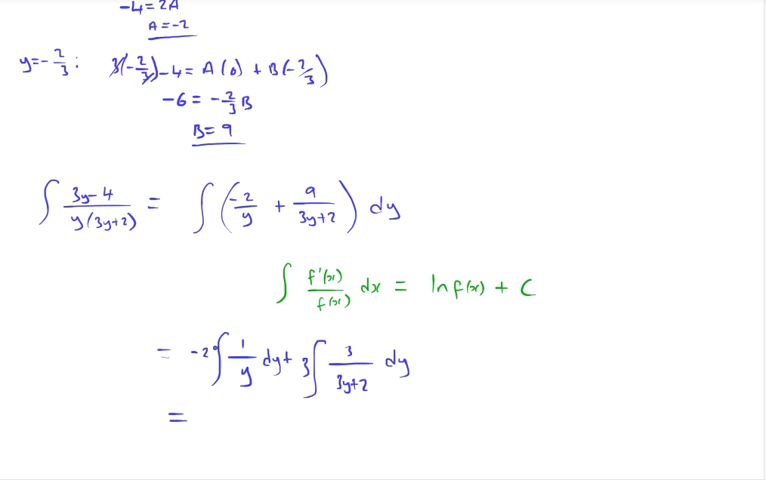 -4=2A
A=-2
y=-2/3: 3(-2/3)-4=A(0)+B(-2/3)
-6=-2/3B
B=9
∫ 3y-4/y(3y+2) = ∫(-2/y + 9/3y+2) dy
∫ f'(x)/f(x) dx = ln f(x) + C
= -2∫ 1/y dy + 3∫ 3/3y+2 dy
=